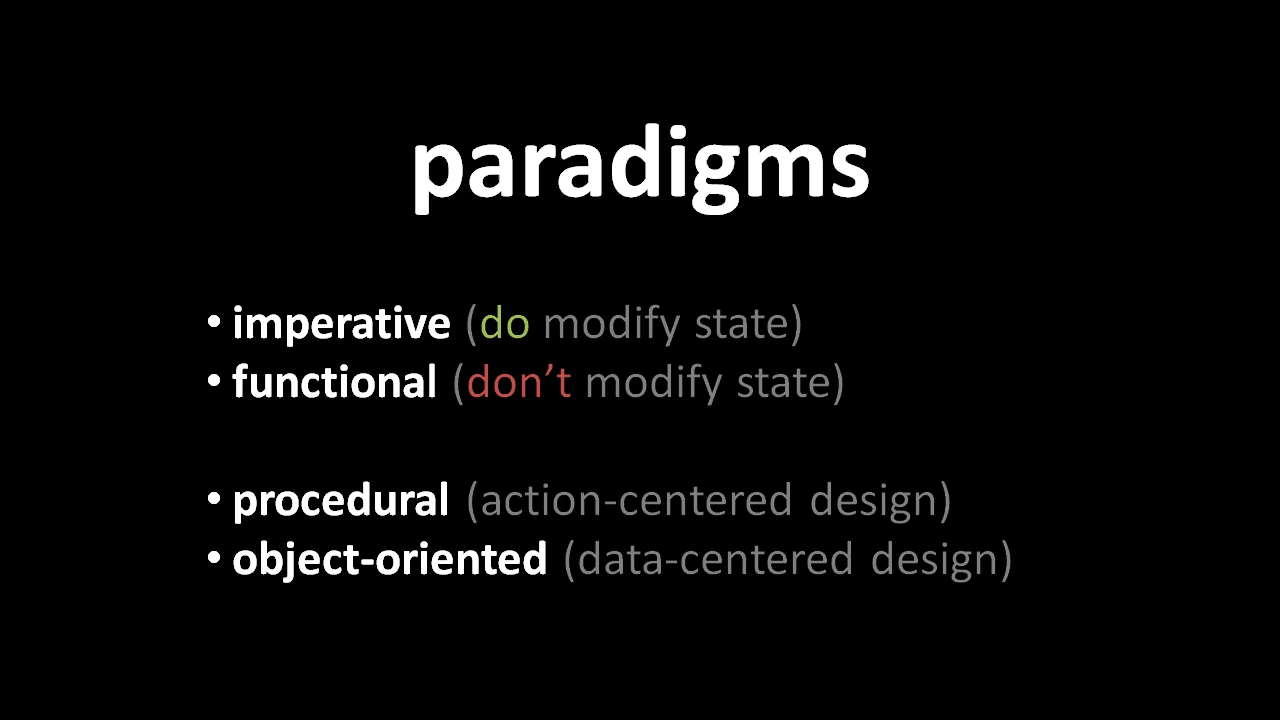 paradigms
• imperative (do modify state)
• functional (don’t modify state)
• procedural (action-centered design)
• object-oriented (data-centered design)